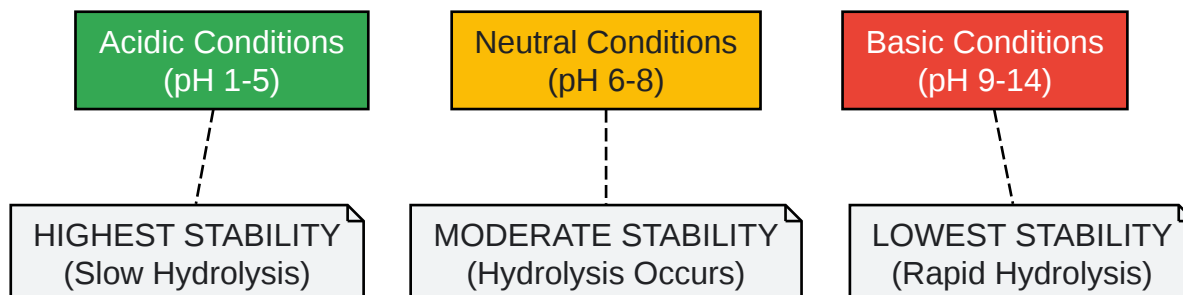 Acidic Conditions
(pH 1-5)
Neutral Conditions
(pH 6-8)
Basic Conditions
(pH 9-14)
HIGHEST STABILITY
(Slow Hydrolysis)
MODERATE STABILITY
(Hydrolysis Occurs)
LOWEST STABILITY
(Rapid Hydrolysis)